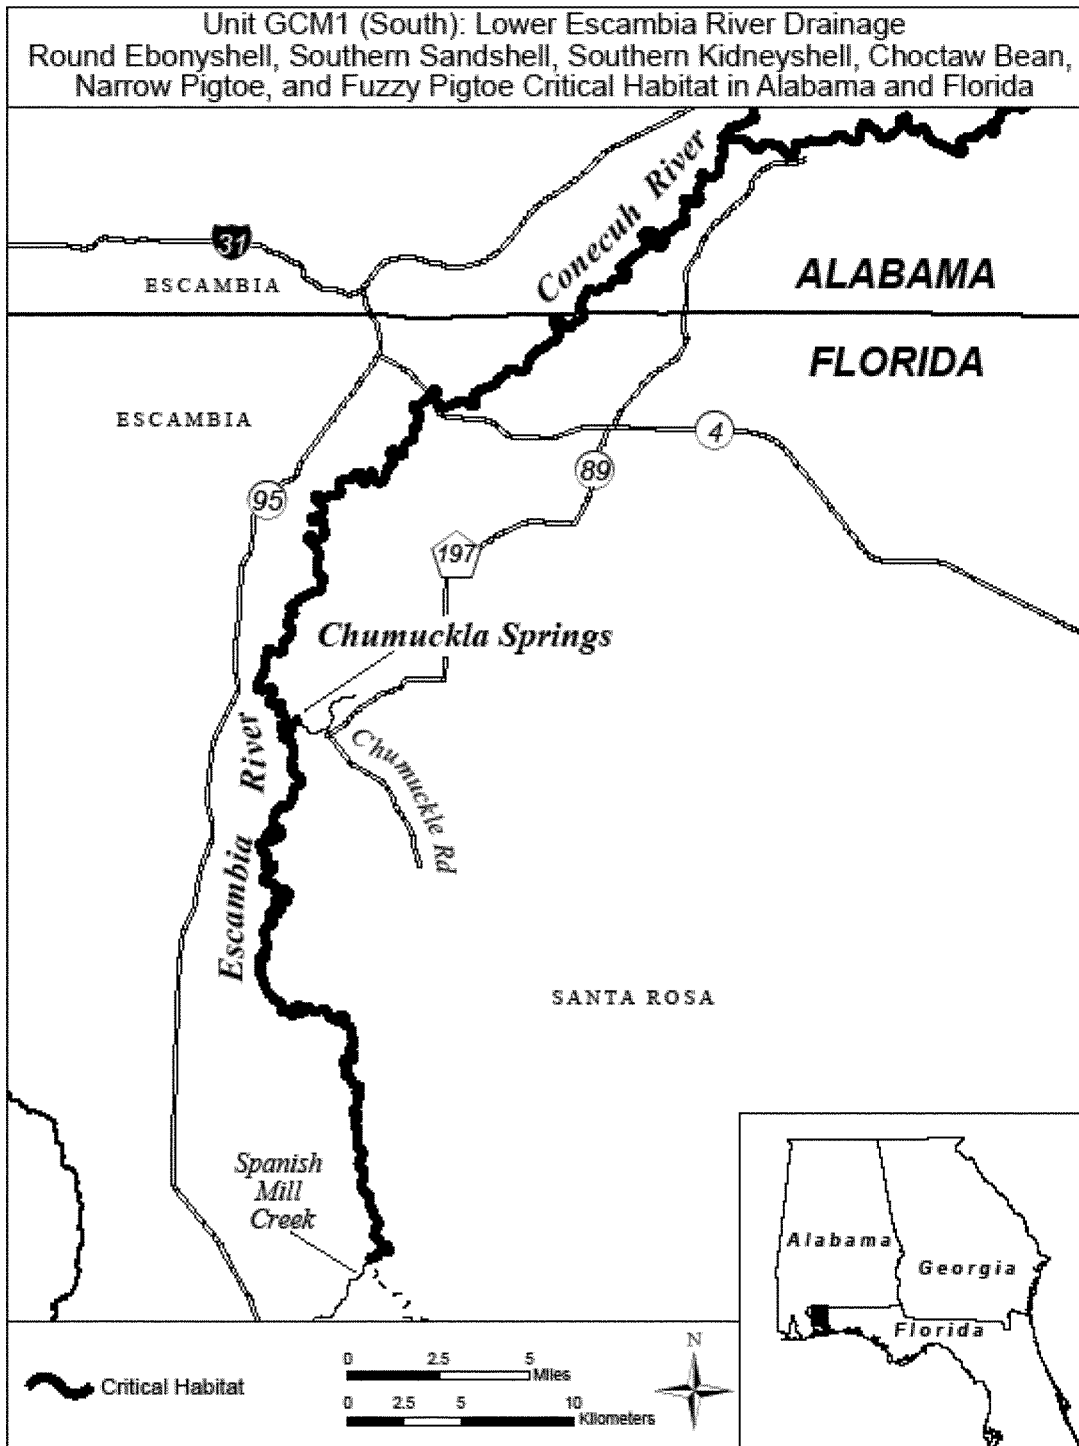 Unit GCM1 (South): Lower Escambia River Drainage
Round Ebonyshell, Southern Sandshell, Southern Kidneyshell, Choctaw Bean,
Narrow Pigtoe, and Fuzzy Pigtoe Critical Habitat in Alabama and Florida
Conecuh River
31
ESCAMBIA
ALABAMA
FLORIDA
ESCAMBIA
4
89
95
197
Chumuckla Springs
Chumuckle Rd
Escambia River
SANTA ROSA
Spanish
Mill
Creek
Alabama
Georgia
Florida
Critical Habitat
0 2.5 5
Miles
0 2.5 5 10
Kilometers
N